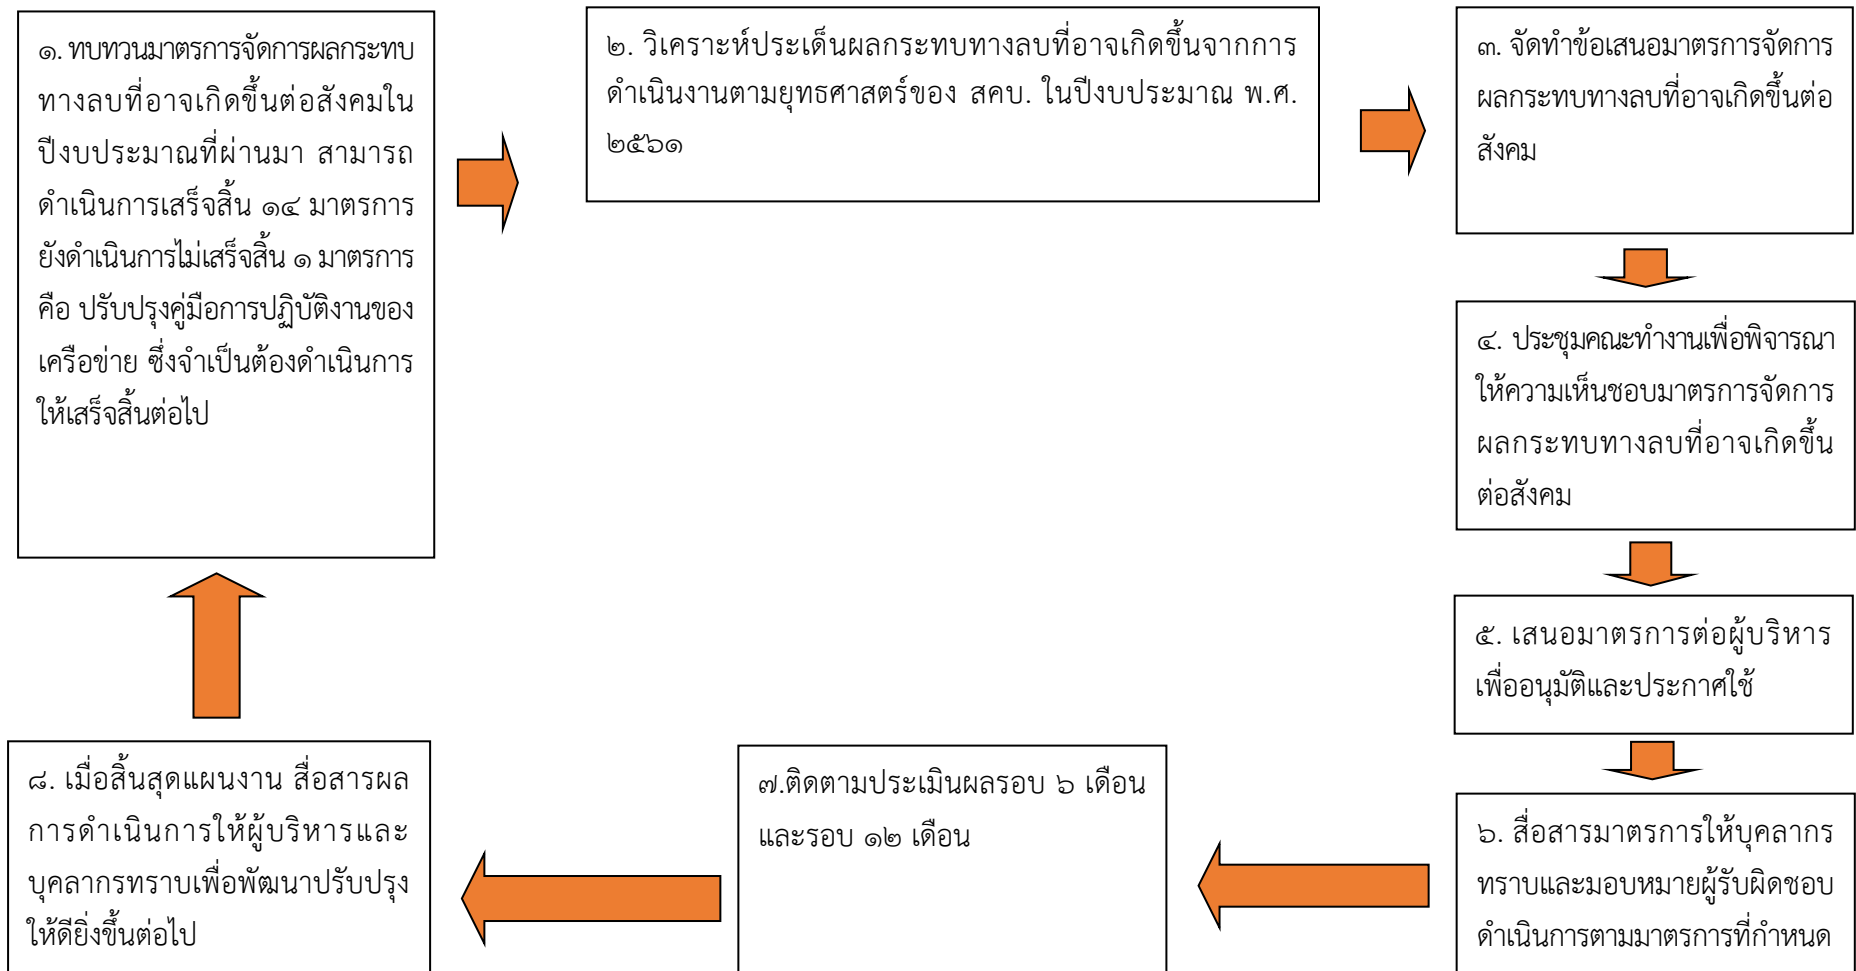 ๑. ทบทวนมาตรการจัดการผลกระทบ
ทางลบที่อาจเกิดขึ้นต่อสังคมใน
ปีงบประมาณที่ผ่านมา สามารถ
ดำเนินการเสร็จสิ้น ๑๔ มาตรการ
ยังดำเนินการไม่เสร็จสิ้น ๑ มาตรการ
คือ ปรับปรุงคู่มือการปฏิบัติงานของ
เครือข่าย ซึ่งจำเป็นต้องดำเนินการ
ให้เสร็จสิ้นต่อไป
๒. วิเคราะห์ประเด็นผลกระทบทางลบที่อาจเกิดขึ้นจากการ
ดำเนินงานตามยุทธศาสตร์ของ สคบ. ในปีงบประมาณ พ.ศ.
๒๕๖๑
๓. จัดทำข้อเสนอมาตรการจัดการ
ผลกระทบทางลบที่อาจเกิดขึ้นต่อ
สังคม
๔. ประชุมคณะทำงานเพื่อพิจารณา
ให้ความเห็นชอบมาตรการจัดการ
ผลกระทบทางลบที่อาจเกิดขึ้น
ต่อสังคม
๕. เสนอมาตรการต่อผู้บริหาร
เพื่ออนุมัติและประกาศใช้
๖. สื่อสารมาตรการให้บุคลากร
ทราบและมอบหมายผู้รับผิดชอบ
ดำเนินการตามมาตรการที่กำหนด
๗.ติดตามประเมินผลรอบ ๖ เดือน
และรอบ ๑๒ เดือน
๘. เมื่อสิ้นสุดแผนงาน สื่อสารผล
การดำเนินการให้ผู้บริหารและ
บุคลากรทราบเพื่อพัฒนาปรับปรุง
ให้ดียิ่งขึ้นต่อไป